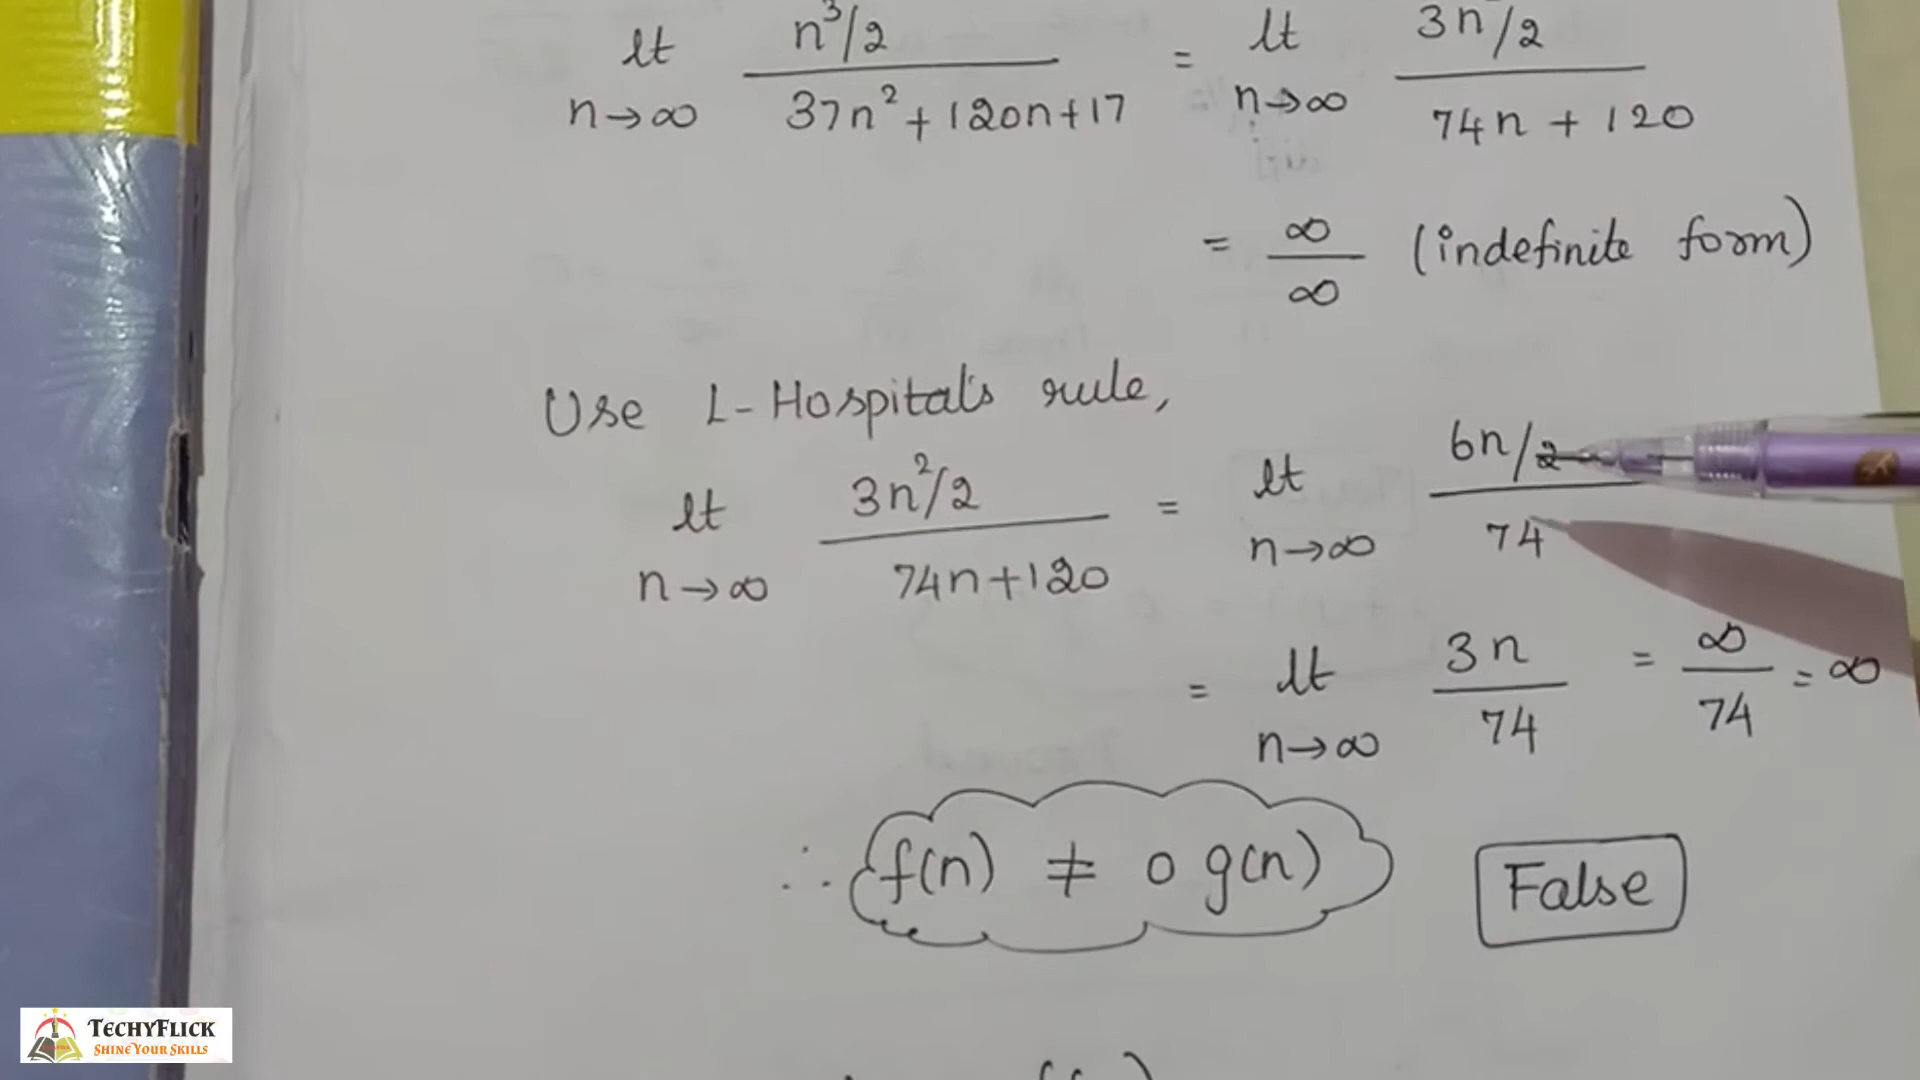 lt n→∞ n³/2 / 37n²+120n+17 = lt n→∞ 3n²/2 / 74n+120
= ∞/∞ (indefinite form)
Use L-Hospital's rule,
lt n→∞ 3n²/2 / 74n+120 = lt n→∞ 6n/2 / 74
= lt n→∞ 3n / 74 = ∞/74 = ∞
∴ f(n) ≠ o g(n) False
TECHYFLICK
SHINE YOUR SKILLS